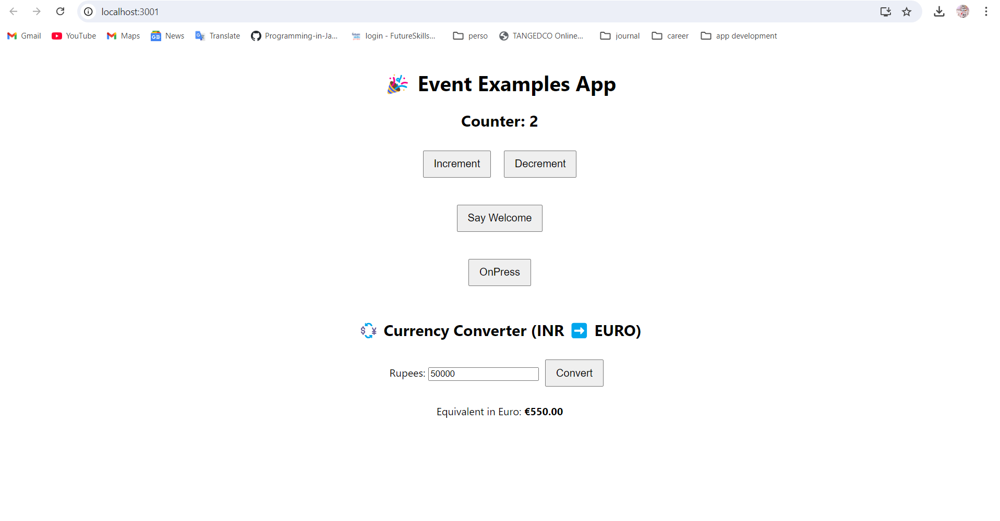 localhost:3001
Gmail YouTube Maps News Translate Programming-in-Ja... login - FutureSkills... perso TANGEDCO Online... journal career app development
🎉 Event Examples App
Counter: 2
Increment Decrement
Say Welcome
OnPress
💱 Currency Converter (INR ➡️ EURO)
Rupees: 50000 Convert
Equivalent in Euro: €550.00